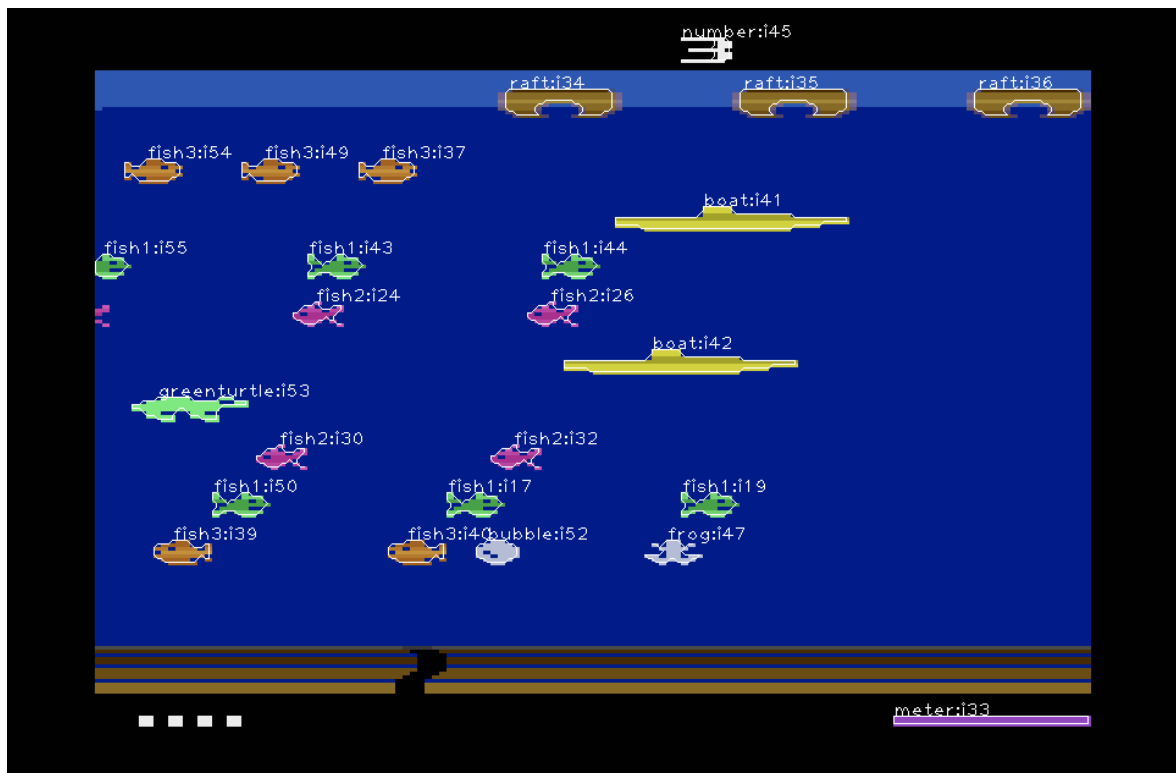 number:i45
raft:i34
raft:i35
raft:i36
fish3:i54
fish3:i49
fish3:i37
boat:i41
fish1:i55
fish1:i43
fish1:i44
fish2:i24
fish2:i26
boat:i42
greenturtle:i53
fish2:i30
fish2:i32
fish1:i50
fish1:i17
fish1:i19
fish3:i39
fish3:i40
bubble:i52
frog:i47
meter:i33